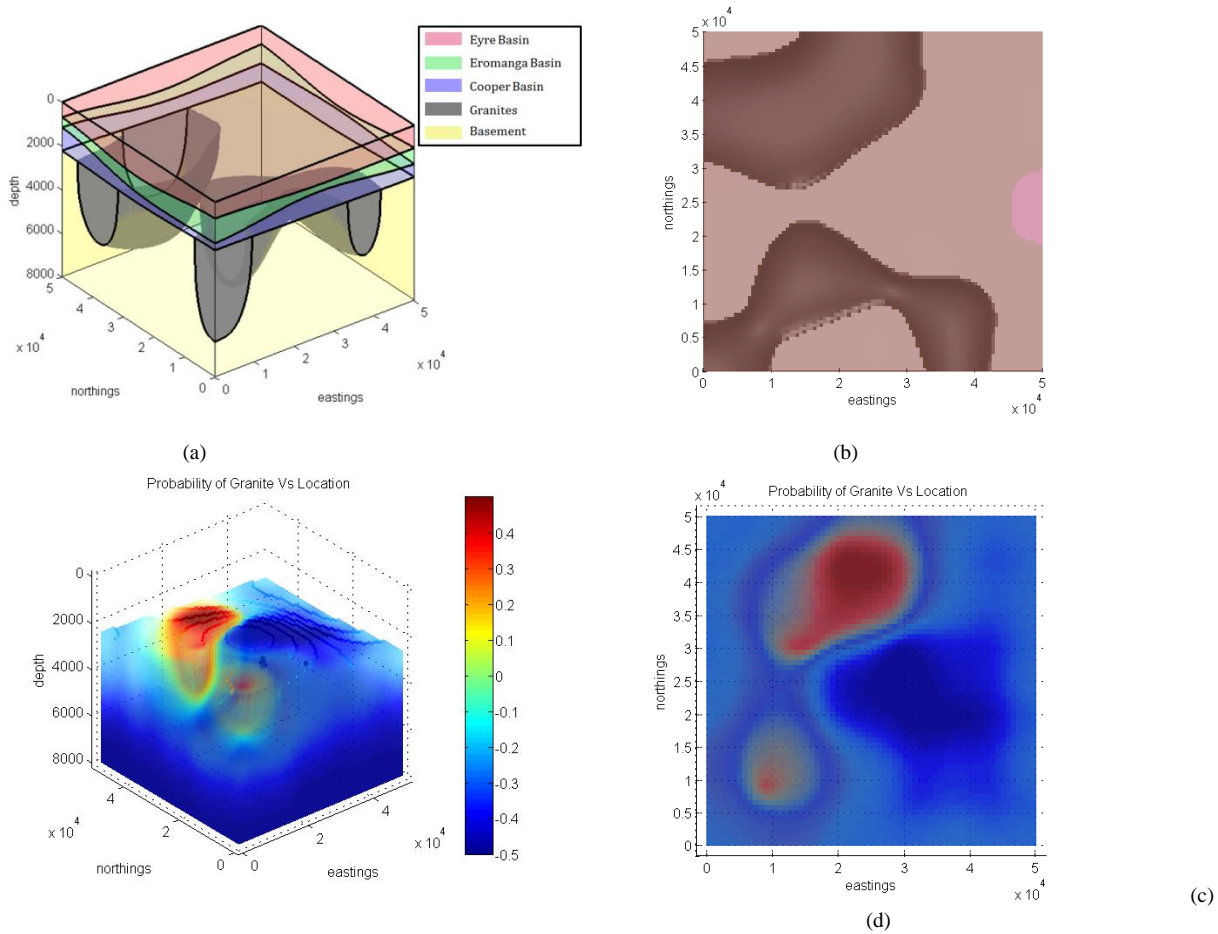 Eyre Basin
Eromanga Basin
Cooper Basin
Granites
Basement
0
2000
4000
6000
8000
depth
5
4
3
2
1
0
x 10^4
northings
0
1
2
3
4
5
x 10^4
eastings
(a)
x 10^4
5
4.5
4
3.5
3
2.5
2
1.5
1
0.5
0
northings
0
1
2
3
4
5
eastings
x 10^4
(b)
Probability of Granite Vs Location
0
2000
4000
6000
8000
depth
4
2
0
x 10^4
northings
0
2
4
x 10^4
eastings
0.4
0.3
0.2
0.1
0
-0.1
-0.2
-0.3
-0.4
-0.5
x 10^4
Probability of Granite Vs Location
5
4.5
4
3.5
3
2.5
2
1.5
1
0.5
0
northings
0
1
2
3
4
5
eastings
x 10^4
(c)
(d)